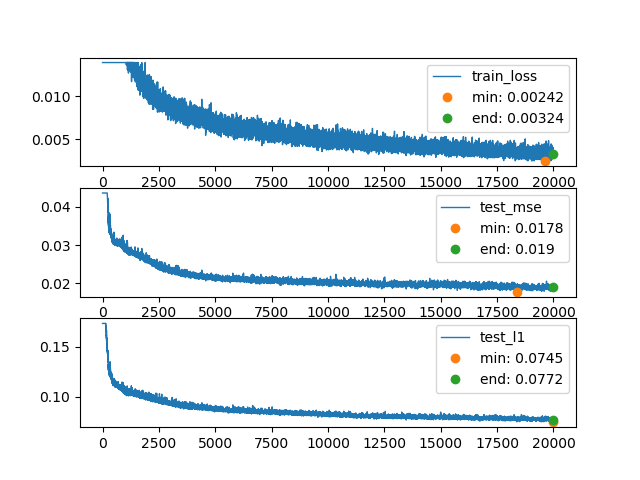 0.010
0.005
train_loss
min: 0.00242
end: 0.00324
0 2500 5000 7500 10000 12500 15000 17500 20000
0.04
0.03
0.02
test_mse
min: 0.0178
end: 0.019
0 2500 5000 7500 10000 12500 15000 17500 20000
0.15
0.10
test_l1
min: 0.0745
end: 0.0772
0 2500 5000 7500 10000 12500 15000 17500 20000